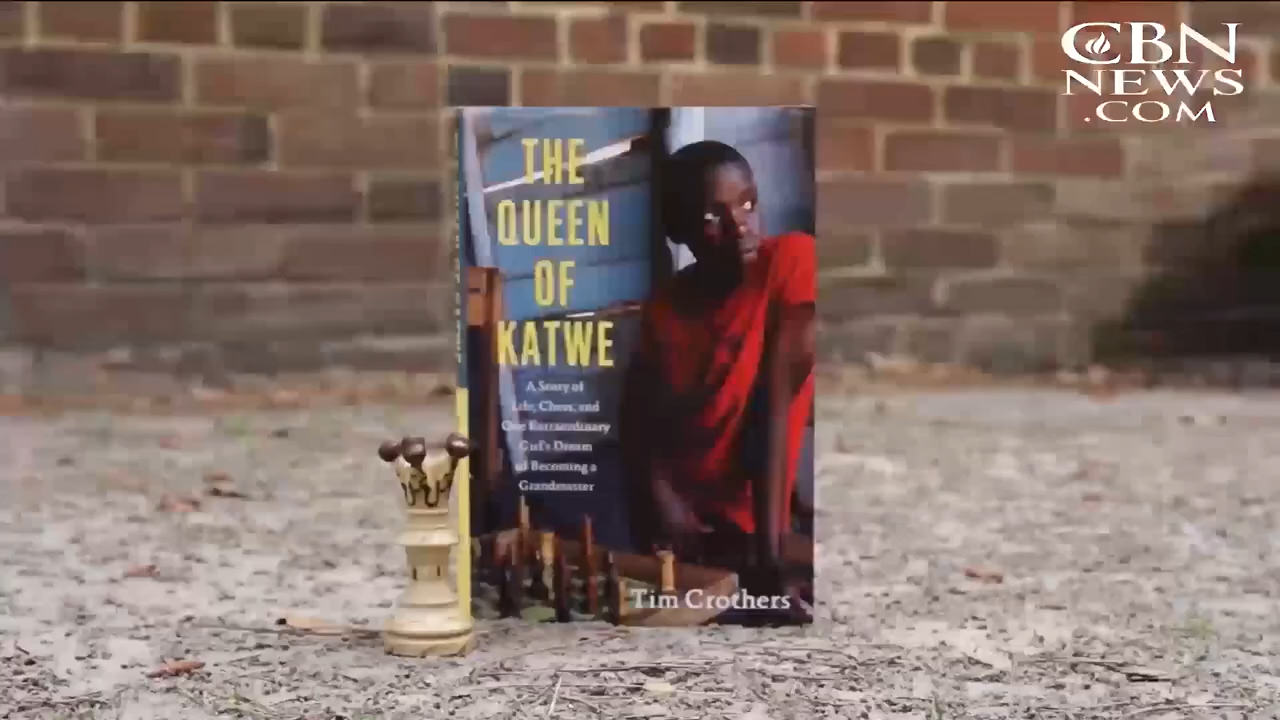 CBN
NEWS
.COM
THE
QUEEN
OF
KATWE
A Story of
Life, Chess, and
One Extraordinary
Girl's Dream
of Becoming a
Grandmaster
Tim Crothers